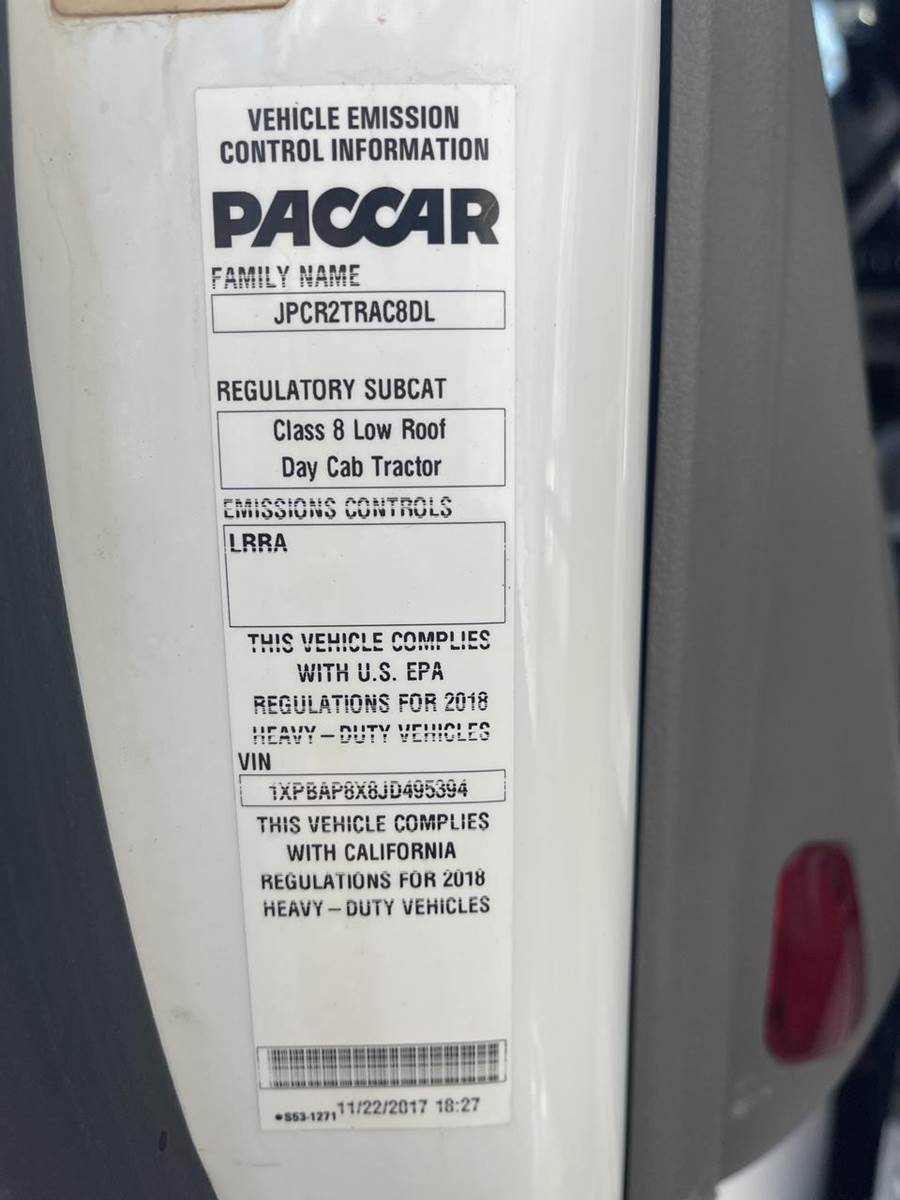 VEHICLE EMISSION
CONTROL INFORMATION
PACCAR
FAMILY NAME
JPCR2TRAC8DL
REGULATORY SUBCAT
Class 8 Low Roof
Day Cab Tractor
EMISSIONS CONTROLS
LRRA
THIS VEHICLE COMPLIES
WITH U.S. EPA
REGULATIONS FOR 2018
HEAVY-DUTY VEHICLES
VIN
1XPBAP8X8JD495394
THIS VEHICLE COMPLIES
WITH CALIFORNIA
REGULATIONS FOR 2018
HEAVY-DUTY VEHICLES
S53-1271 11/22/2017 18:27